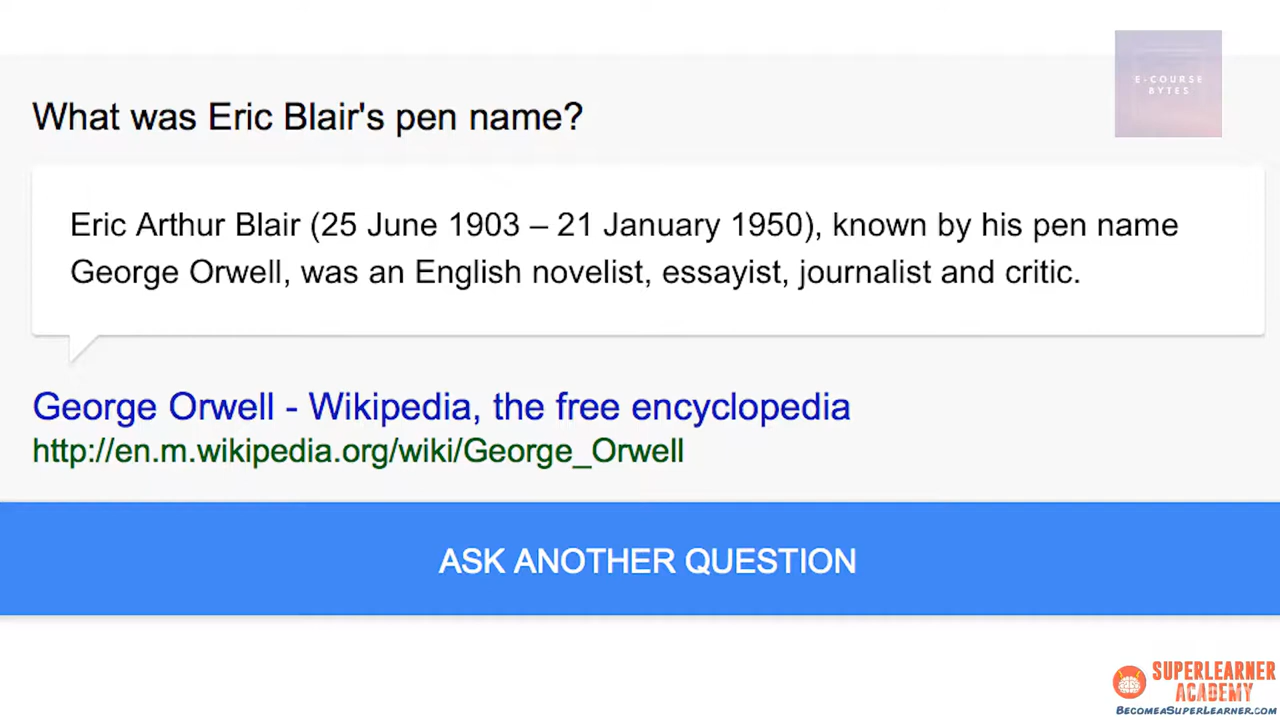 E-COURSE
BYTES
What was Eric Blair's pen name?
Eric Arthur Blair (25 June 1903 – 21 January 1950), known by his pen name
George Orwell, was an English novelist, essayist, journalist and critic.
George Orwell - Wikipedia, the free encyclopedia
http://en.m.wikipedia.org/wiki/George_Orwell
ASK ANOTHER QUESTION
SUPERLEARNER
ACADEMY
BECOMEASUPERLEARNER.COM